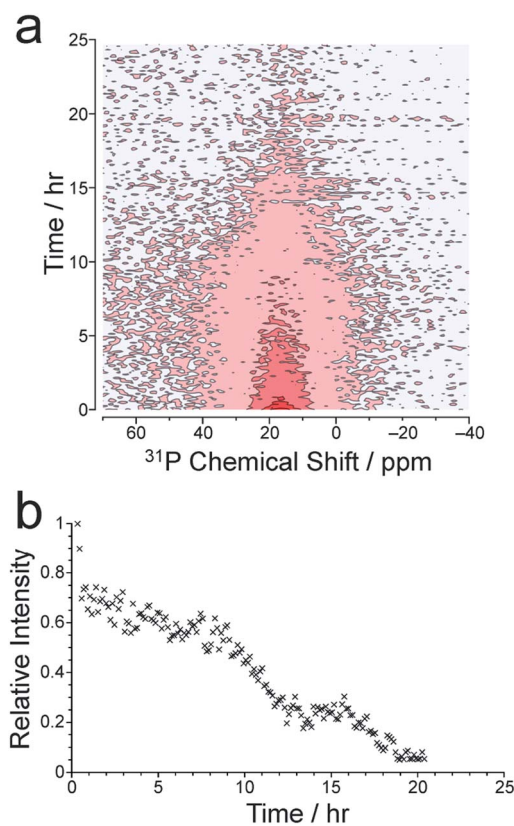 a
25
20
15
10
5
0
Time / hr
60 40 20 0 −20 −40
³¹P Chemical Shift / ppm
b
1
0.8
0.6
0.4
0.2
0
Relative Intensity
0 5 10 15 20 25
Time / hr